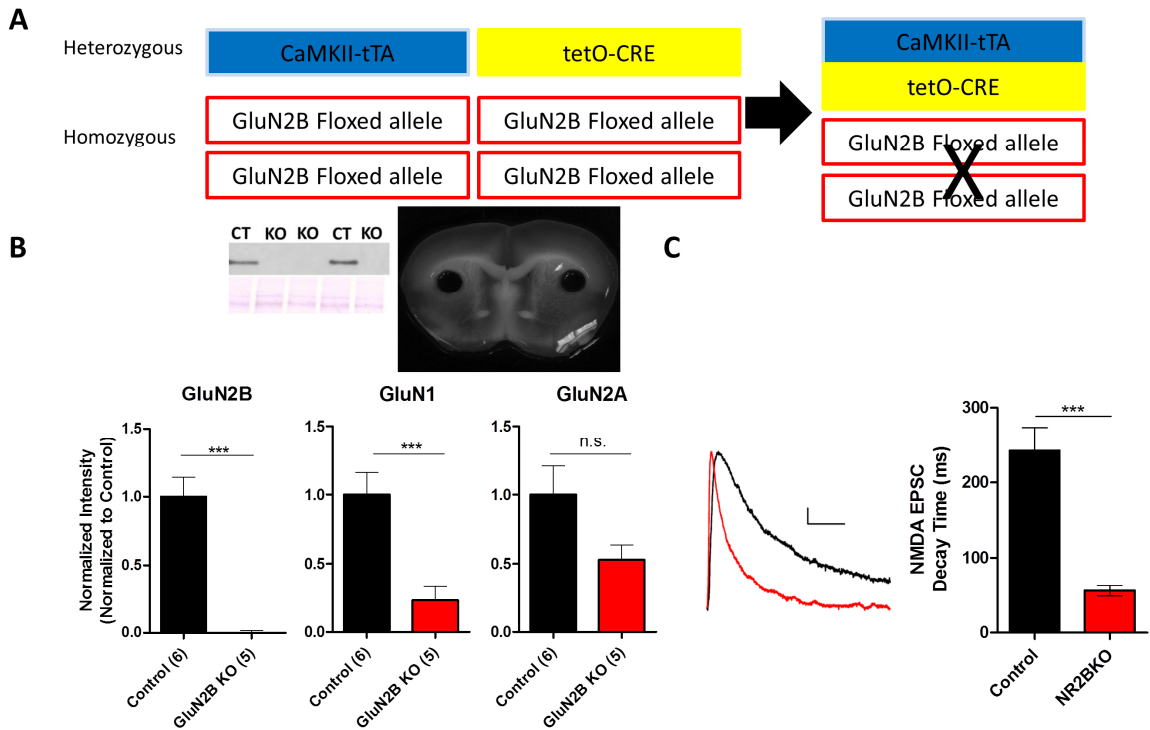 A
Heterozygous
CaMKII-tTA
tetO-CRE
CaMKII-tTA
tetO-CRE
Homozygous
GluN2B Floxed allele
GluN2B Floxed allele
GluN2B Floxed allele
GluN2B Floxed allele
GluN2B Floxed allele
GluN2B Floxed allele
X
B
CT KO KO CT KO
C
GluN2B
Normalized Intensity
(Normalized to Control)
1.5
1.0
0.5
0.0
***
Control (6)
GluN2B KO (5)
GluN1
1.5
1.0
0.5
0.0
***
Control (6)
GluN2B KO (5)
GluN2A
1.5
1.0
0.5
0.0
n.s.
Control (6)
GluN2B KO (5)
NMDA EPSC
Decay Time (ms)
300
200
100
0
***
Control
NR2BKO